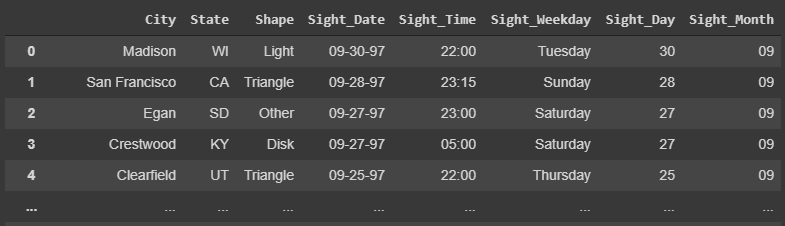 City State Shape Sight_Date Sight_Time Sight_Weekday Sight_Day Sight_Month
0 Madison WI Light 09-30-97 22:00 Tuesday 30 09
1 San Francisco CA Triangle 09-28-97 23:15 Sunday 28 09
2 Egan SD Other 09-27-97 23:00 Saturday 27 09
3 Crestwood KY Disk 09-27-97 05:00 Saturday 27 09
4 Clearfield UT Triangle 09-25-97 22:00 Thursday 25 09
... ... ... ... ... ... ... ... ...